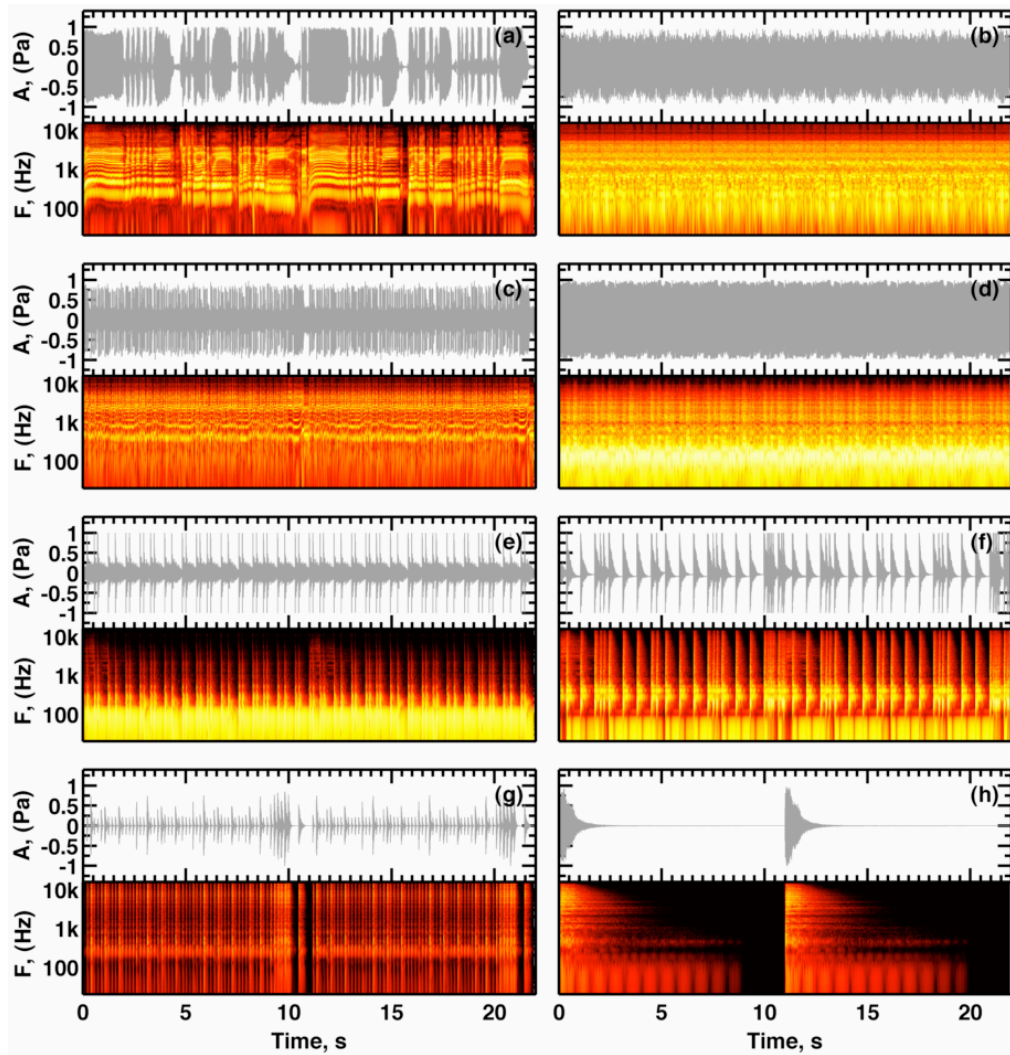 (a) (b)
A, (Pa) 1 0.5 0 -0.5 -1
F, (Hz) 10k 1k 100
(c) (d)
A, (Pa) 1 0.5 0 -0.5 -1
F, (Hz) 10k 1k 100
(e) (f)
A, (Pa) 1 0.5 0 -0.5 -1
F, (Hz) 10k 1k 100
(g) (h)
A, (Pa) 1 0.5 0 -0.5 -1
F, (Hz) 10k 1k 100
0 5 10 15 20 0 5 10 15 20
Time, s Time, s